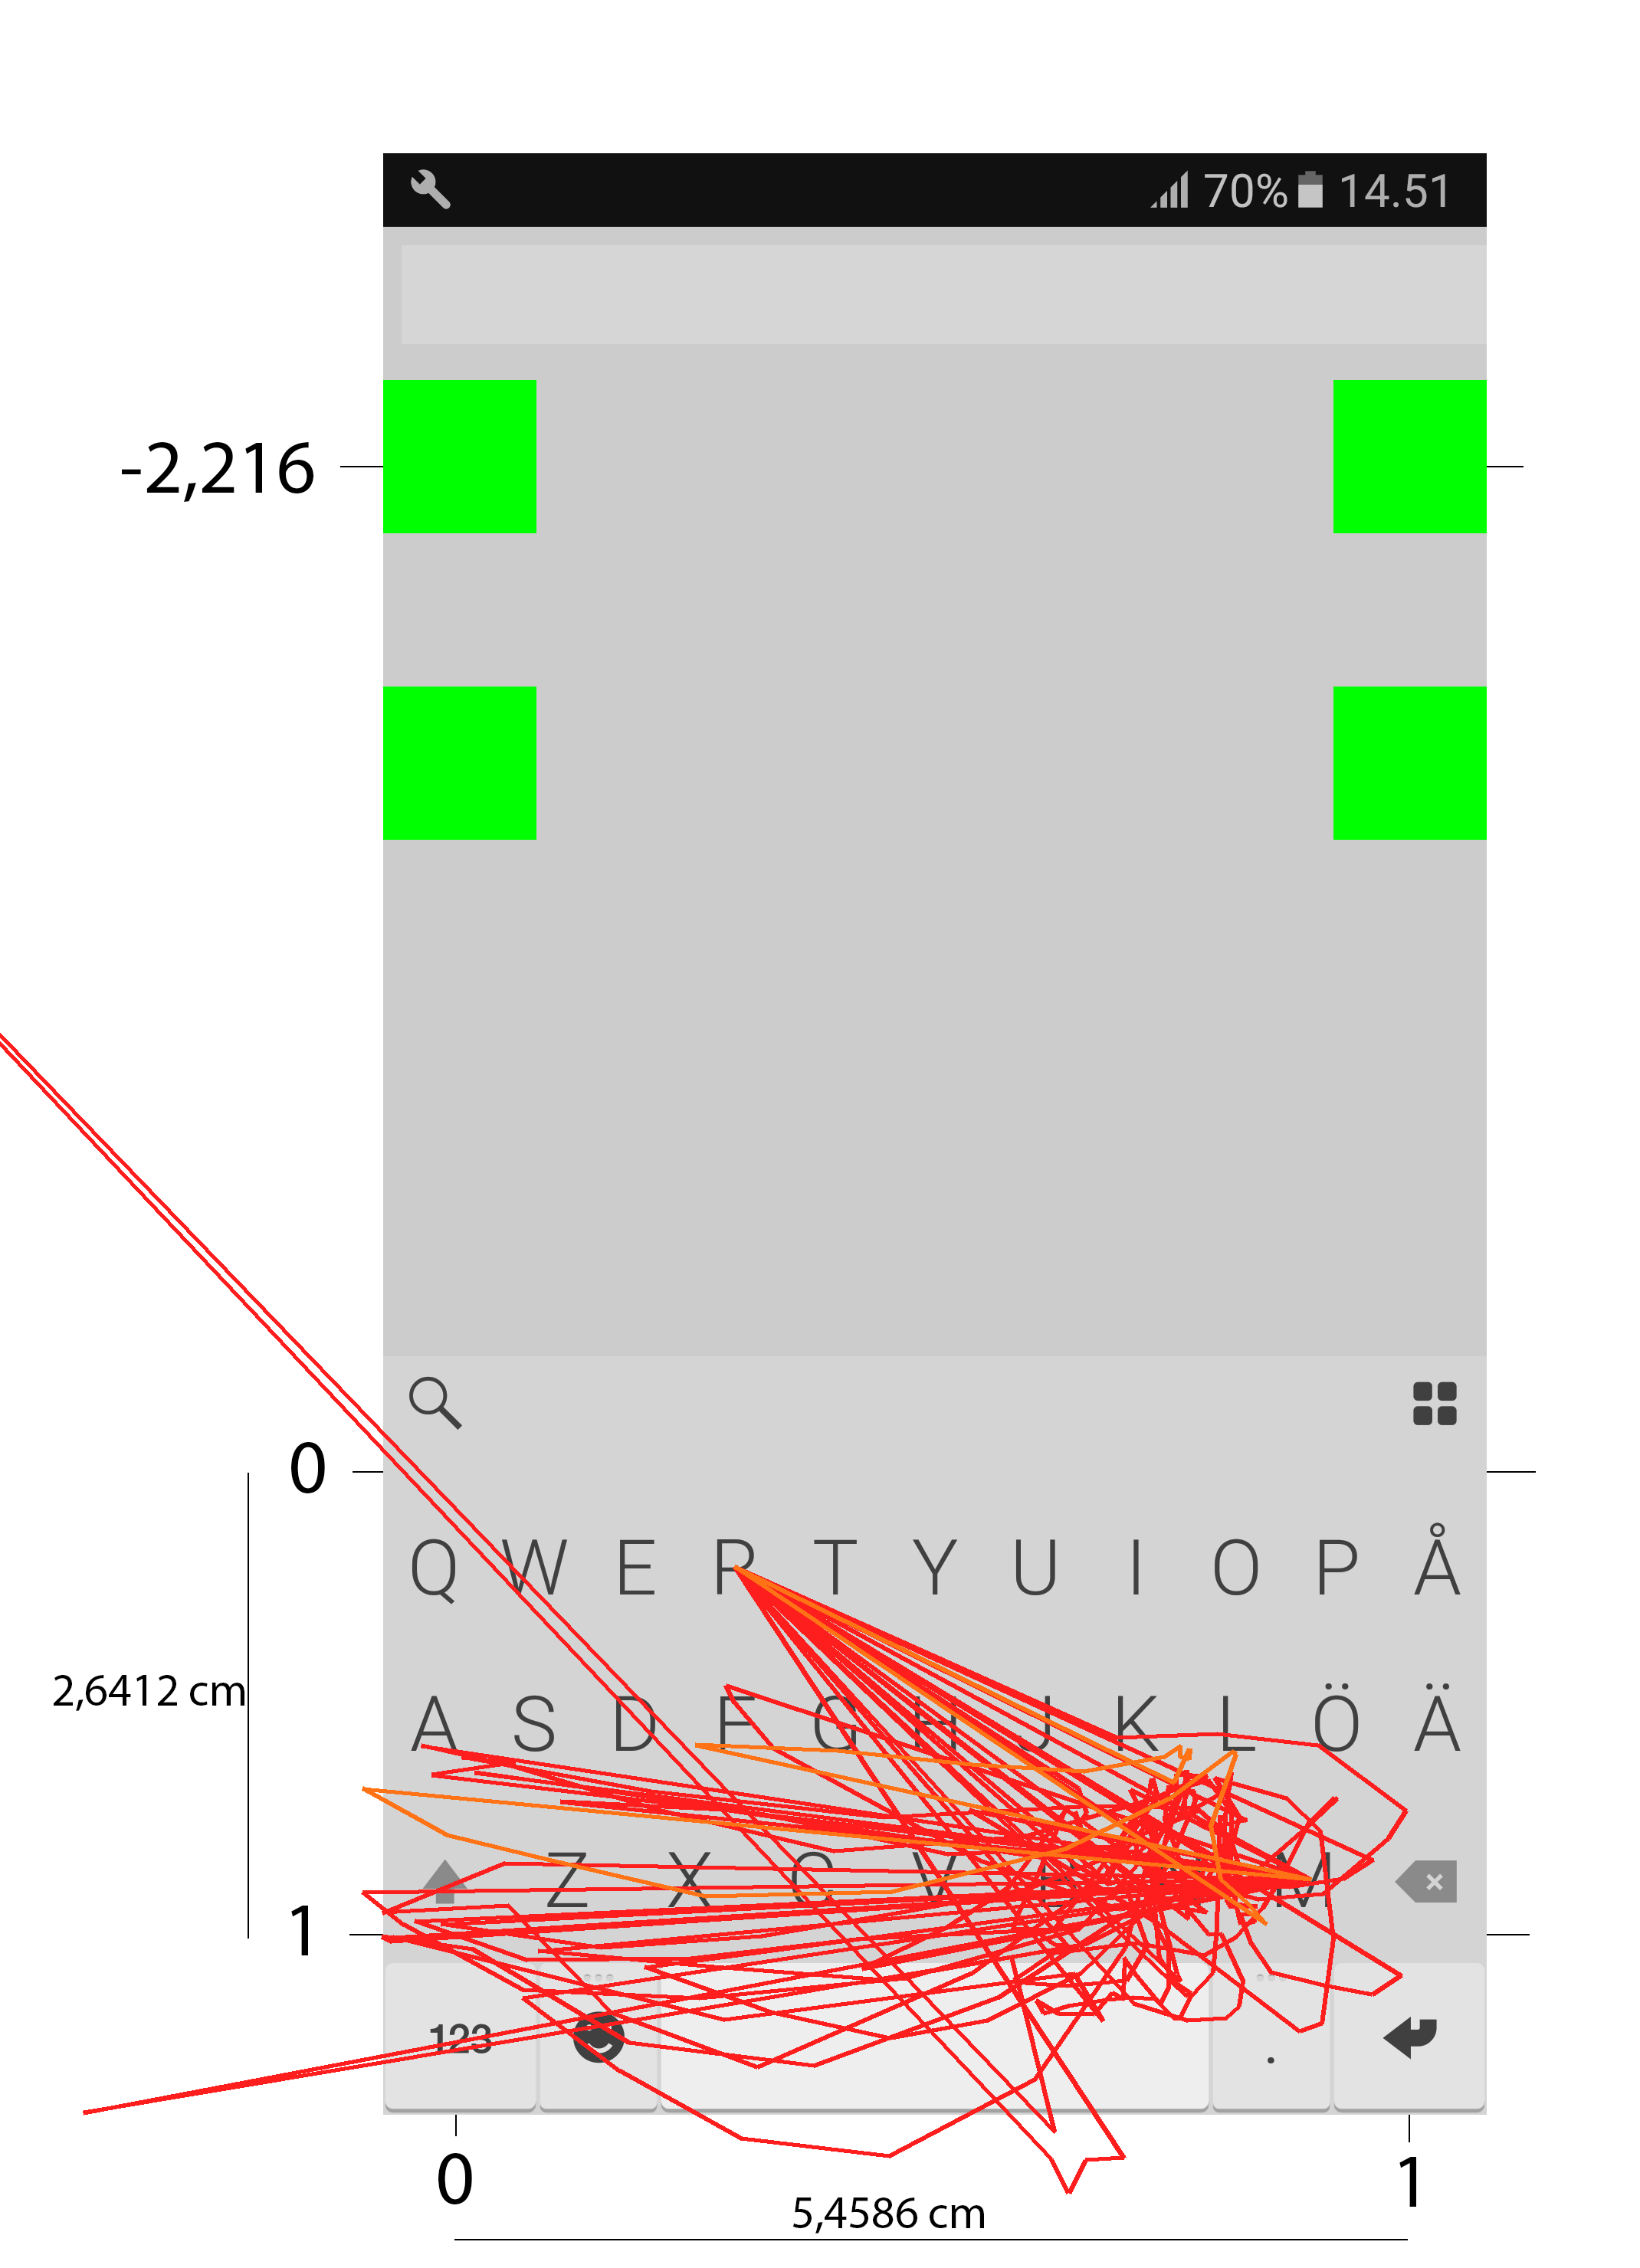 70% 14.51
-2,216
0
Q W E R T Y U I O P Å
2,6412 cm
A S D F G H J K L Ö Ä
Z X C V M
1
123 .
0 1
5,4586 cm